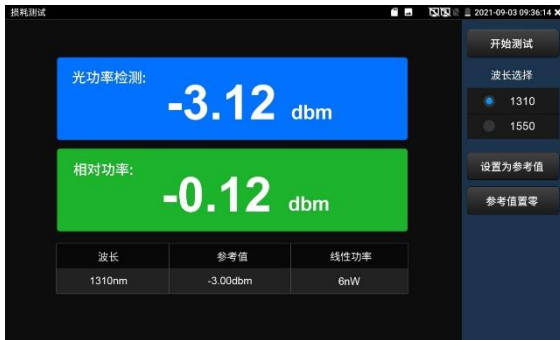 损耗测试
2021-09-03 09:36:14
光功率检测:
-3.12 dbm
相对功率:
-0.12 dbm
波长 参考值 线性功率
1310nm -3.00dbm 6nW
开始测试
波长选择
1310
1550
设置为参考值
参考值置零